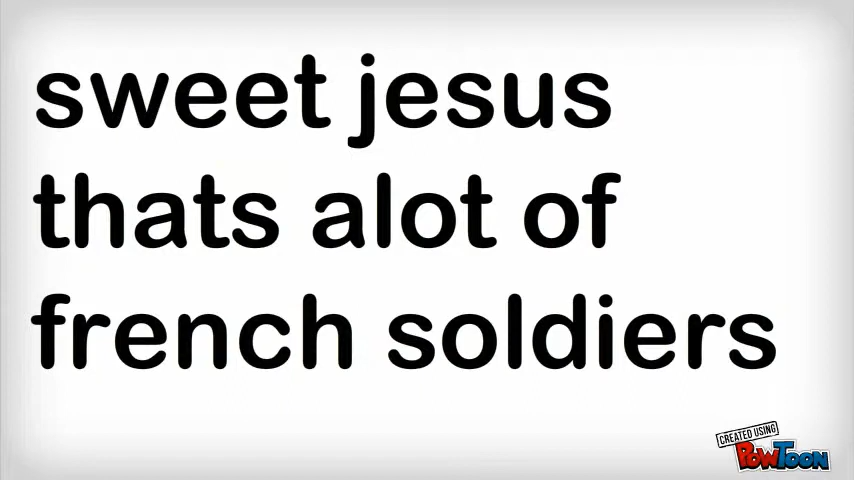 sweet jesus
thats alot of
french soldiers
CREATED USING
POWTOON